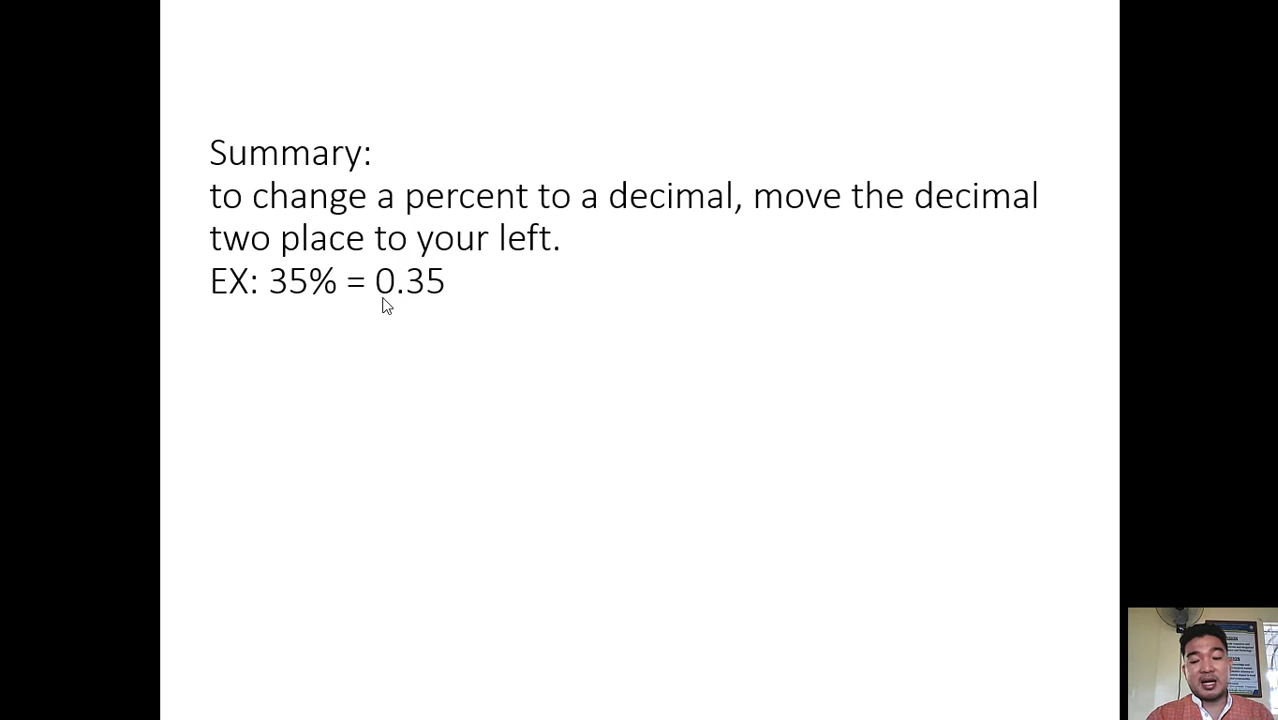 Summary:
to change a percent to a decimal, move the decimal
two place to your left.
EX: 35% = 0.35